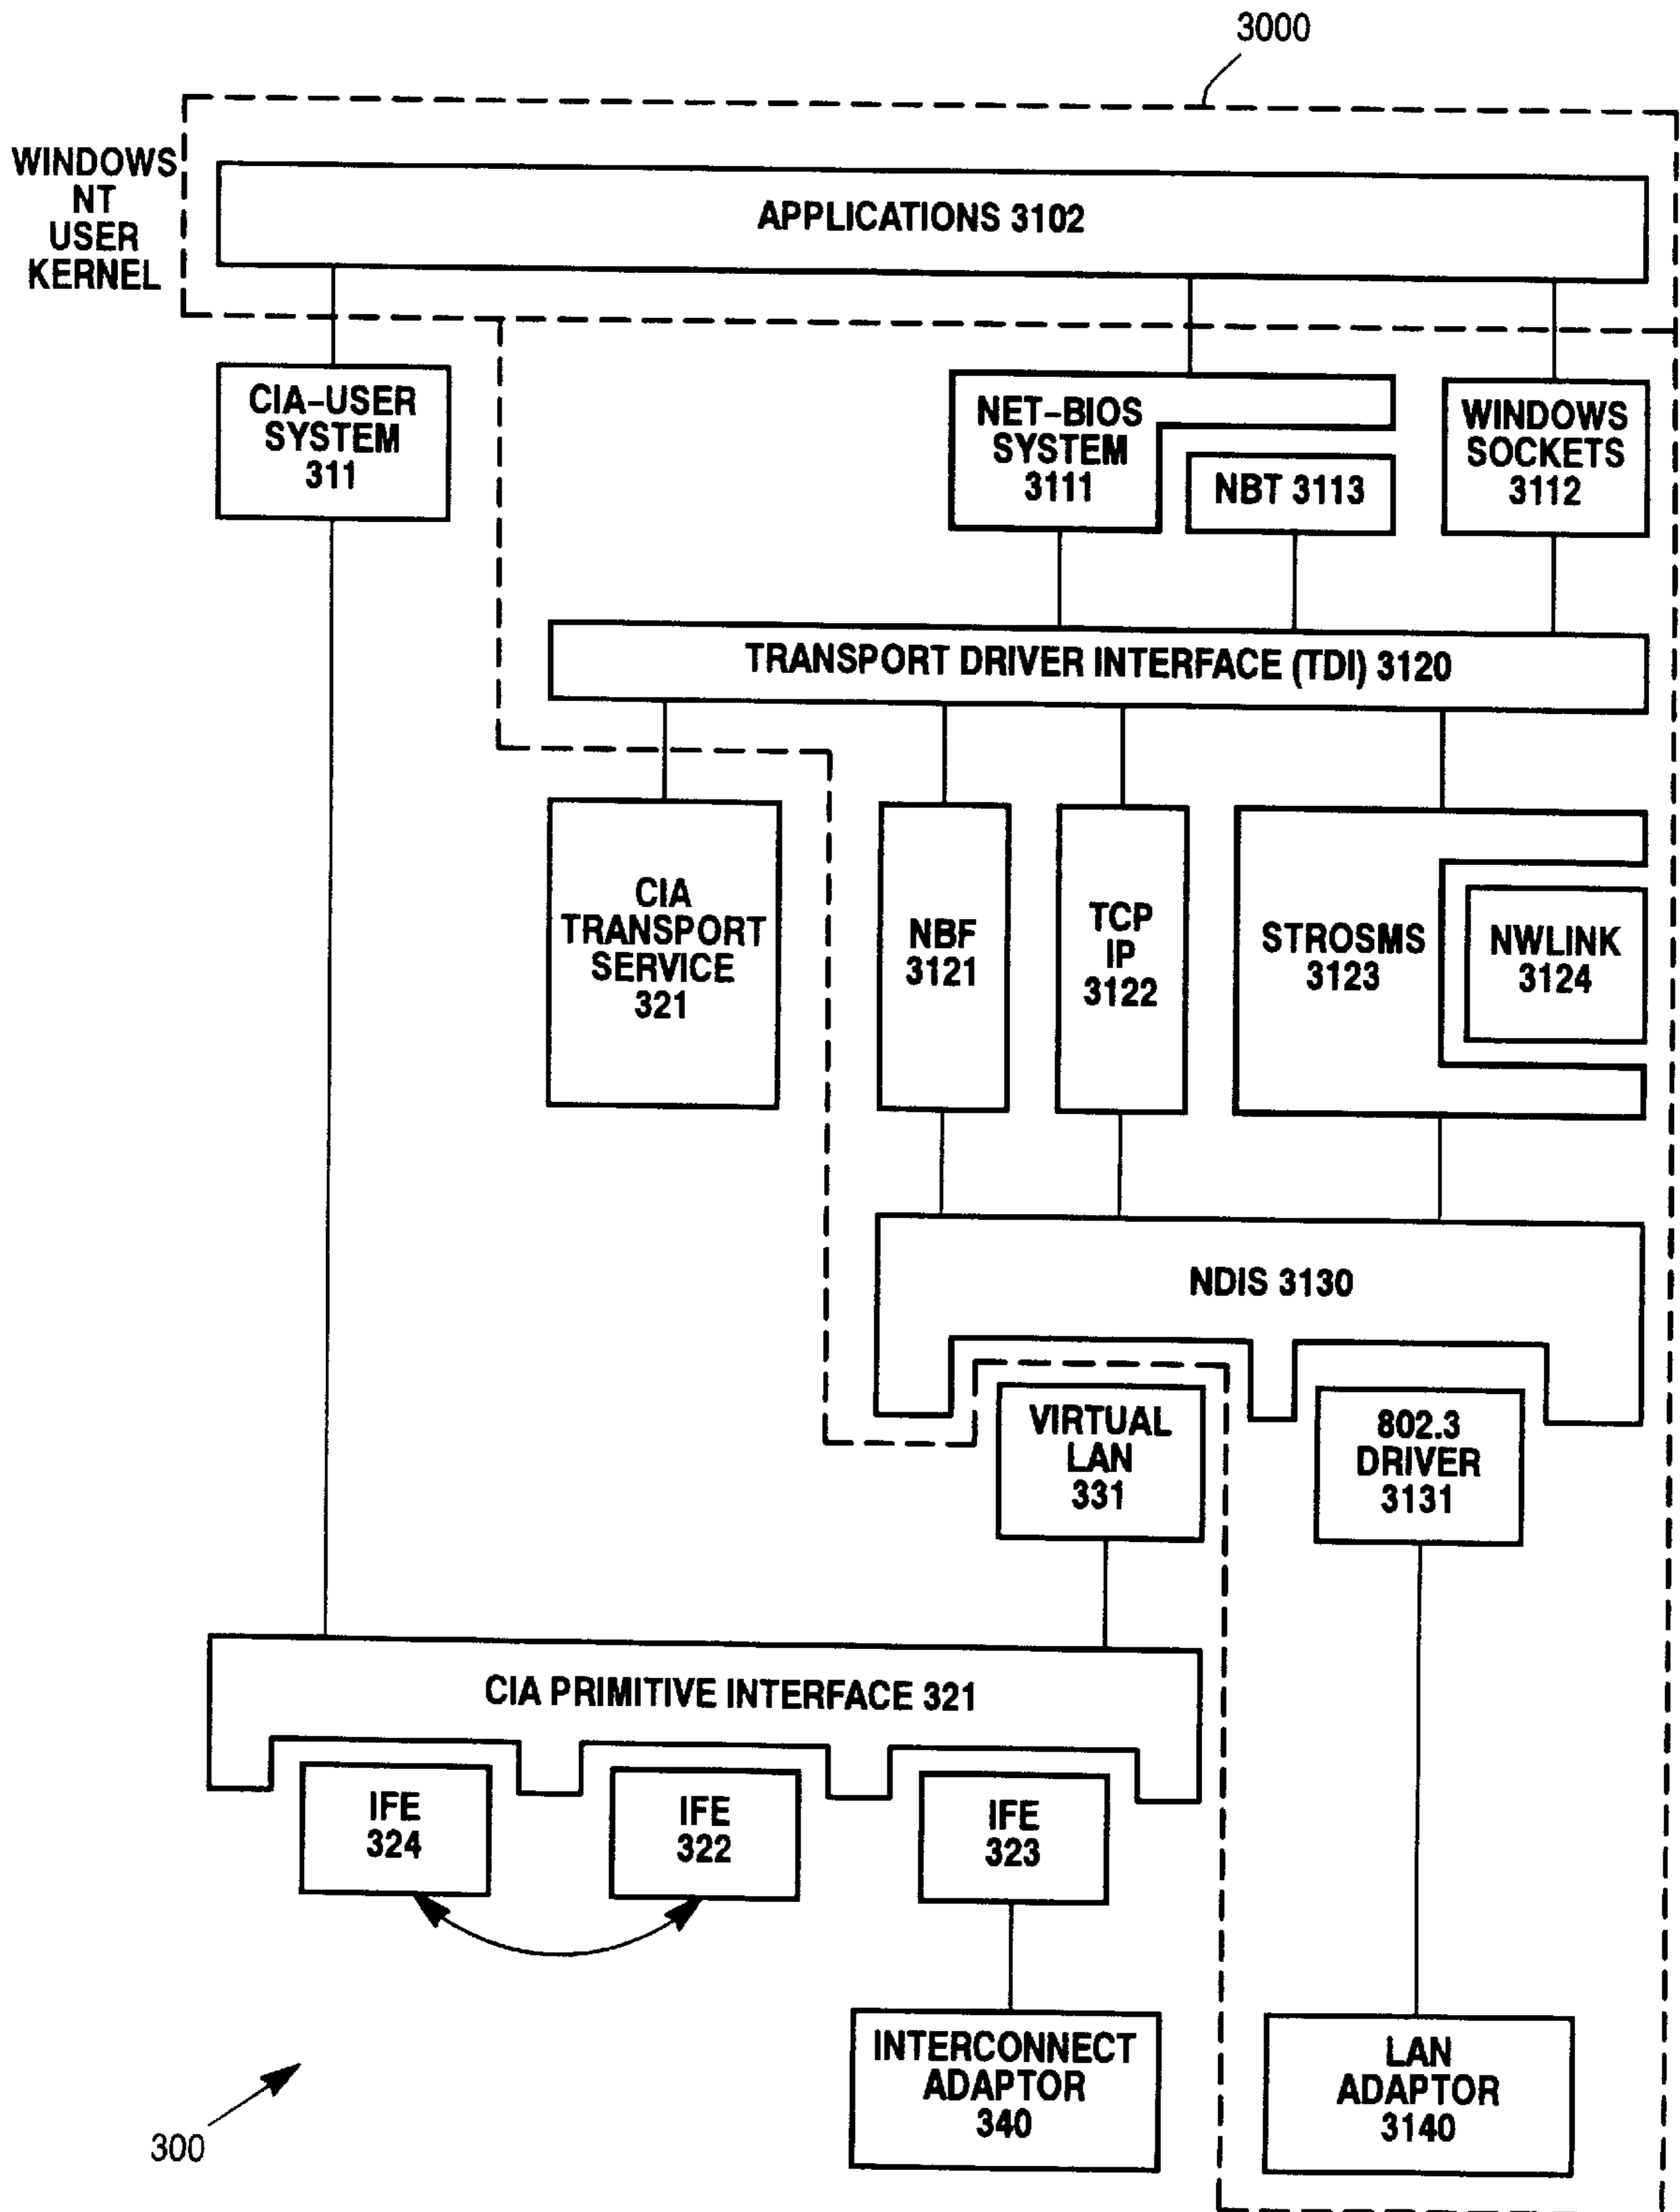 3000
WINDOWS
NT
USER
KERNEL
APPLICATIONS 3102
CIA-USER
SYSTEM
311
NET-BIOS
SYSTEM
3111
NBT 3113
WINDOWS
SOCKETS
3112
TRANSPORT DRIVER INTERFACE (TDI) 3120
CIA
TRANSPORT
SERVICE
321
NBF
3121
TCP
IP
3122
STROSMS
3123
NWLINK
3124
NDIS 3130
VIRTUAL
LAN
331
802.3
DRIVER
3131
CIA PRIMITIVE INTERFACE 321
IFE
324
IFE
322
IFE
323
INTERCONNECT
ADAPTOR
340
LAN
ADAPTOR
3140
300